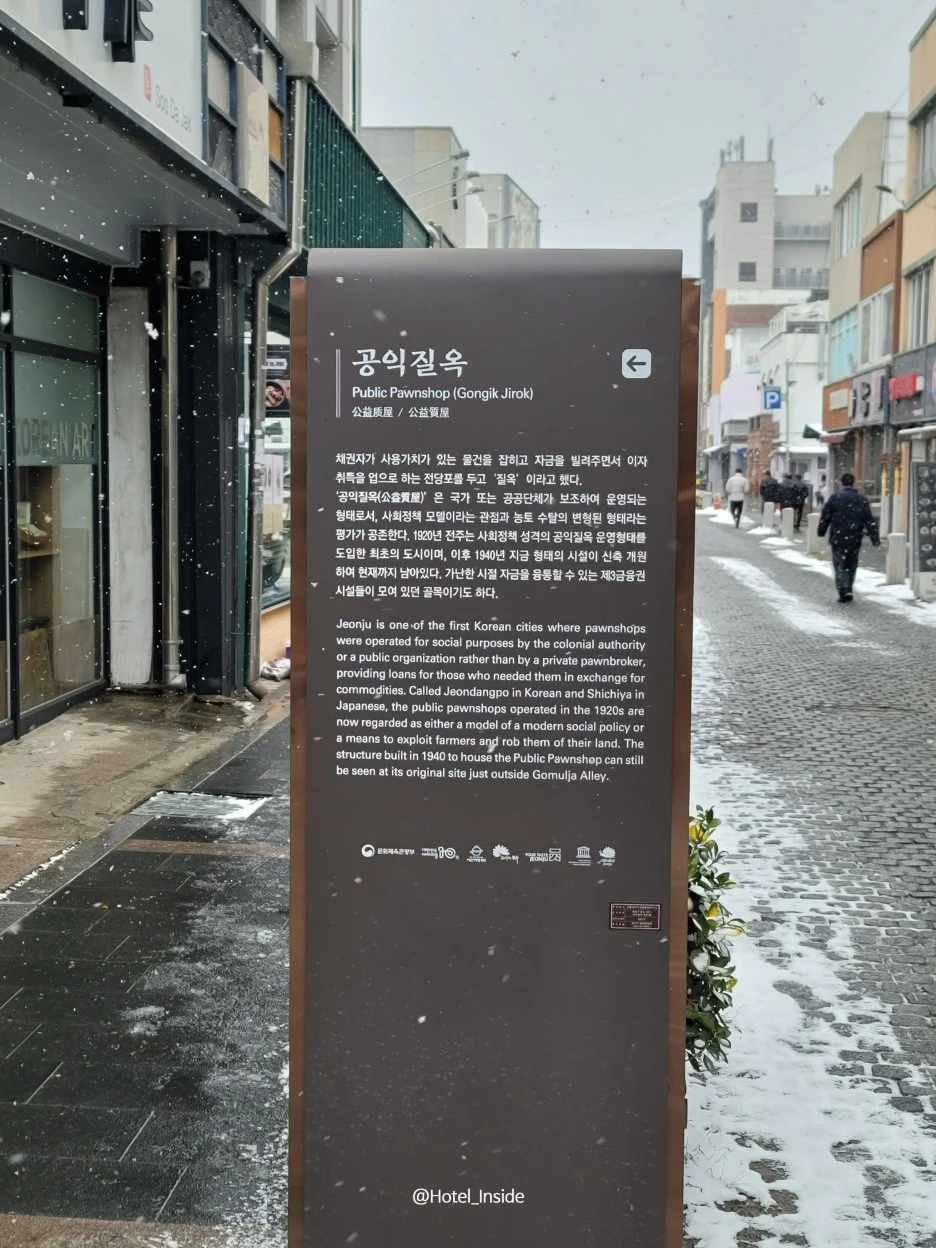 Soo Da Jai
KOREAN AR
P
공익질옥
Public Pawnshop (Gongik Jirok)
公益质屋 / 公益質屋
채권자가 사용가치가 있는 물건을 잡히고 자금을 빌려주면서 이자
취득을 업으로 하는 전당포를 두고 '질옥' 이라고 했다.
'공익질옥(公益質屋)' 은 국가 또는 공공단체가 보조하여 운영되는
형태로서, 사회정책 모델이라는 관점과 농토 수탈의 변형된 형태라는
평가가 공존한다. 1920년 전주는 사회정책 성격의 공익질옥 운영형태를
도입한 최초의 도시이며, 이후 1940년 지금 형태의 시설이 신축 개원
하여 현재까지 남아있다. 가난한 시절 자금을 융통할 수 있는 제3금융권
시설들이 모여 있던 골목이기도 하다.
Jeonju is one of the first Korean cities where pawnshops
were operated for social purposes by the colonial authority
or a public organization rather than by a private pawnbroker,
providing loans for those who needed them in exchange for
commodities. Called Jeondangpo in Korean and Shichiya in
Japanese, the public pawnshops operated in the 1920s are
now regarded as either a model of a modern social policy or
a means to exploit farmers and rob them of their land. The
structure built in 1940 to house the Public Pawnshop can still
be seen at its original site just outside Gomulja Alley.
문화체육관광부
@Hotel_Inside